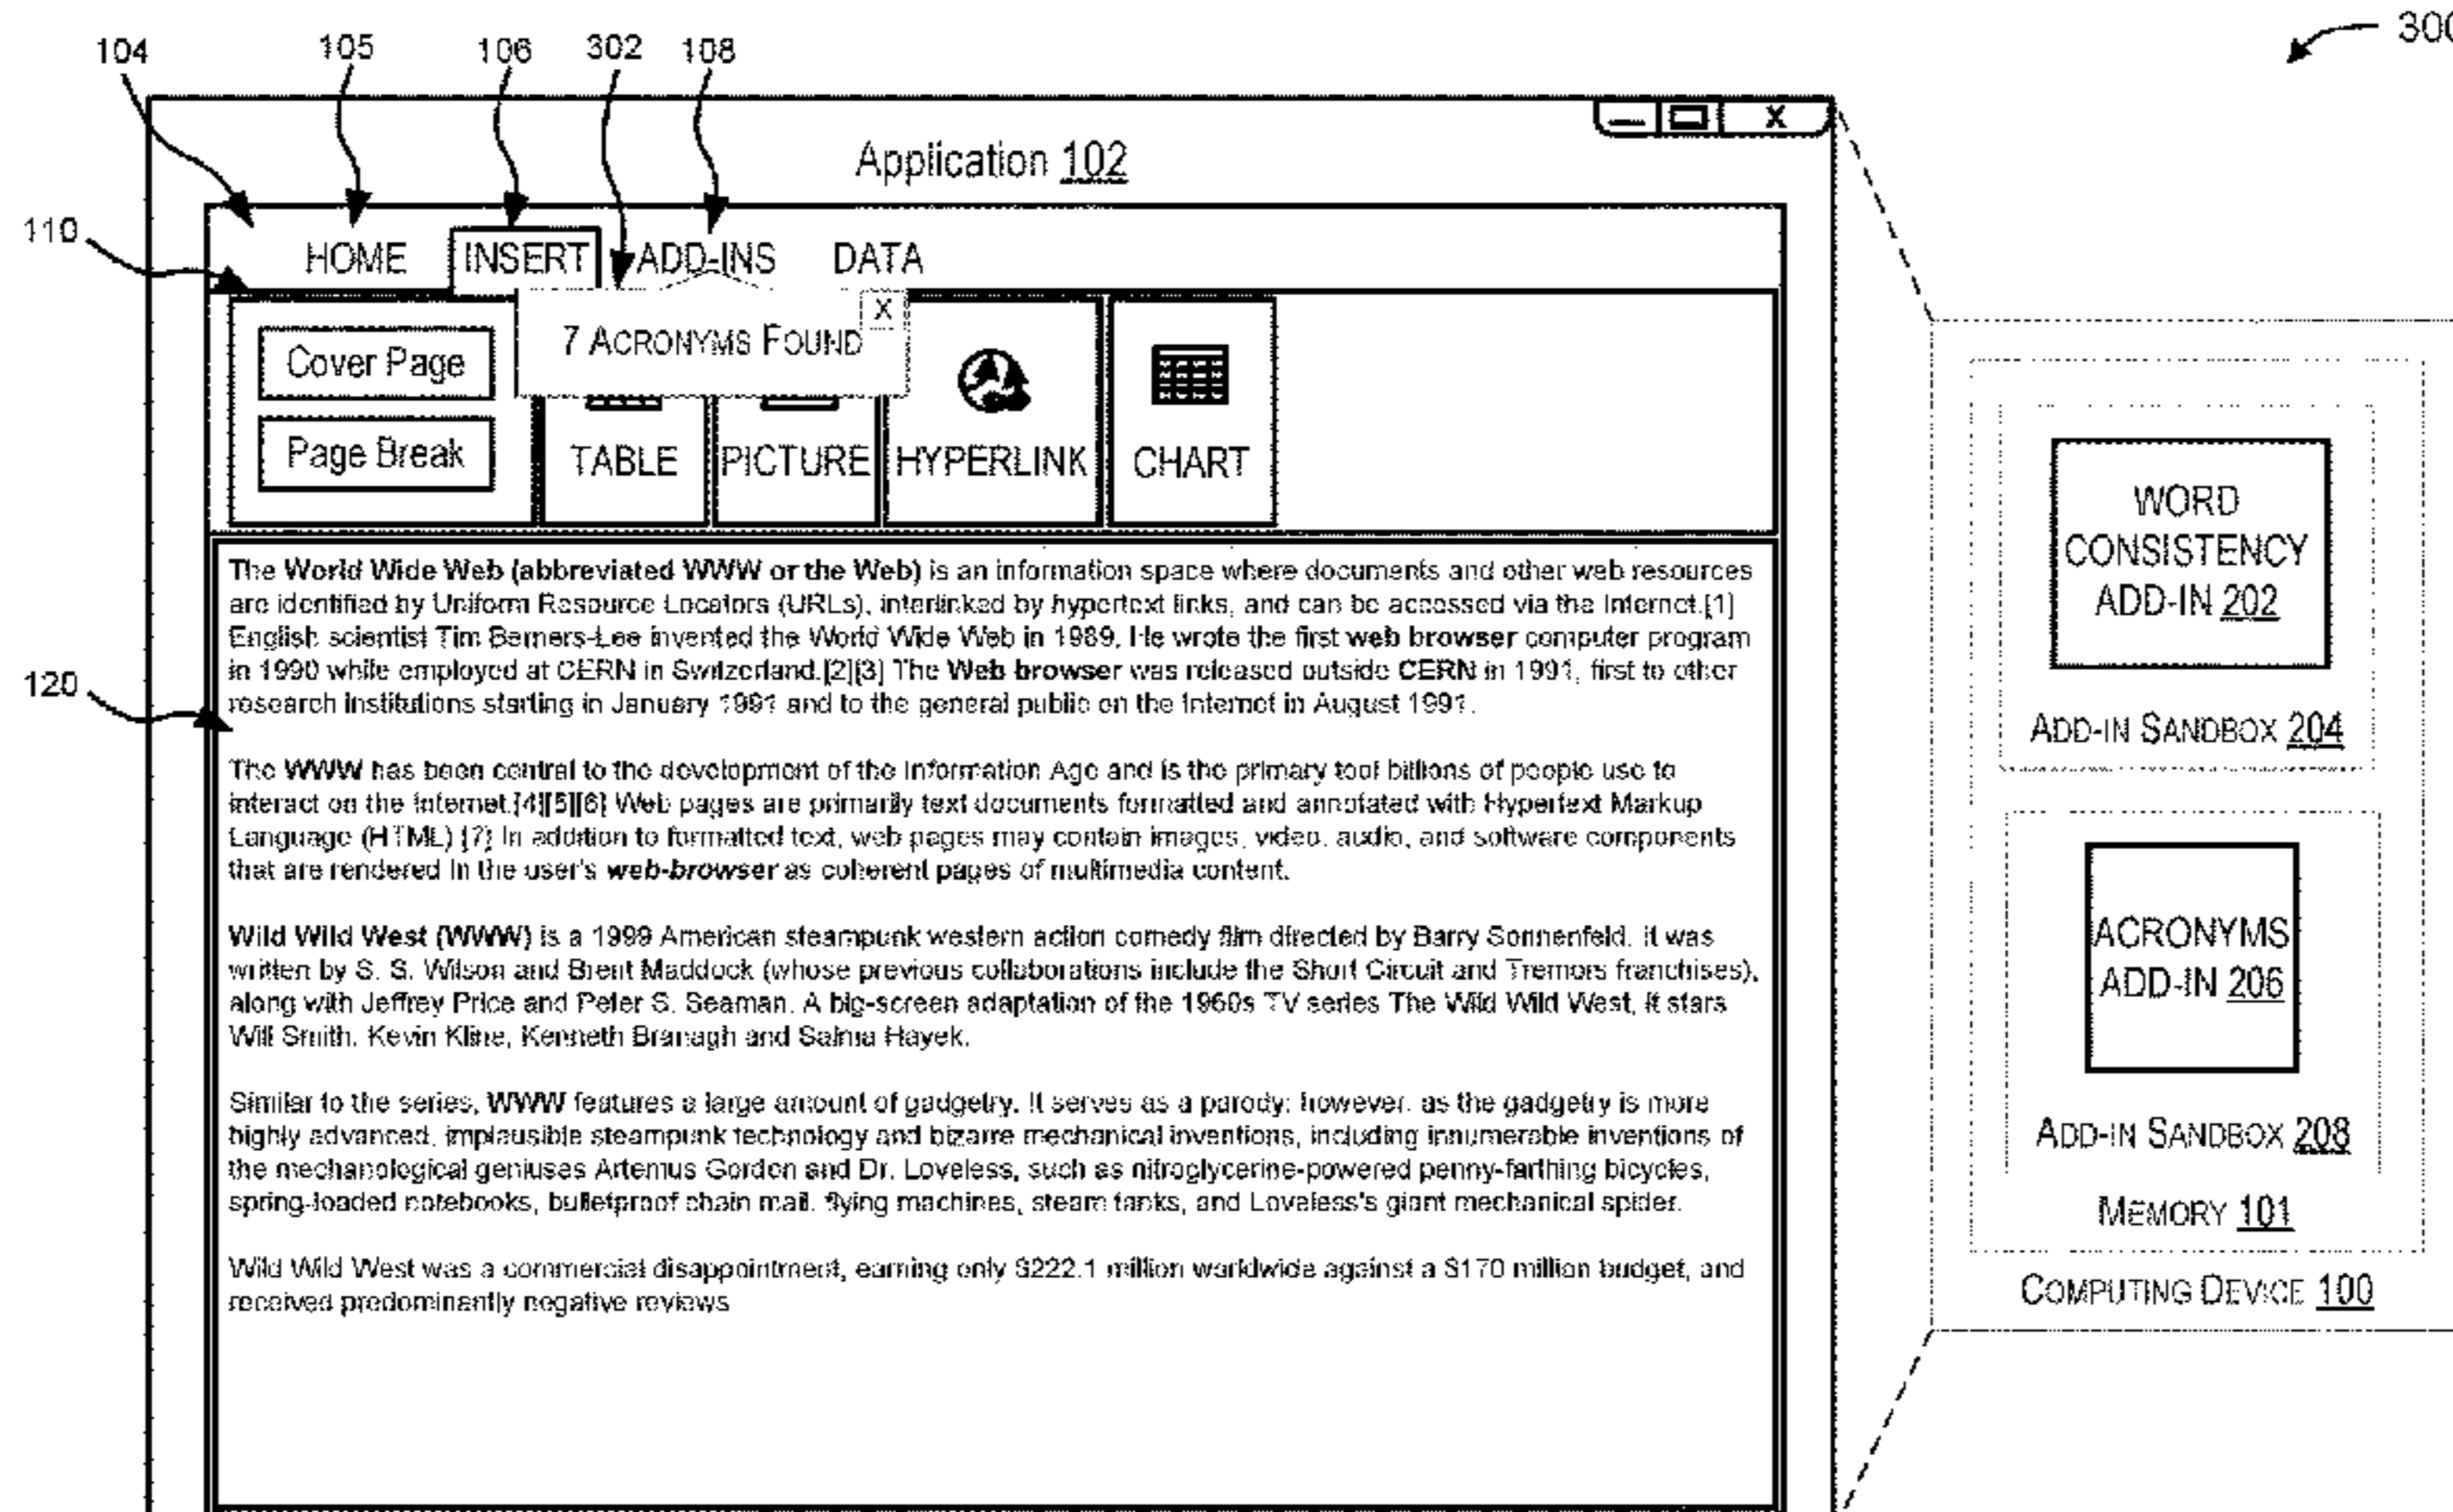 300
104 105 106 302 108
Application 102
X
110
HOME INSERT ADD-INS DATA
X
7 ACRONYMS FOUND
Cover Page
Page Break
TABLE PICTURE HYPERLINK CHART
120
The World Wide Web (abbreviated WWW or the Web) is an information space where documents and other web resources
are identified by Uniform Resource Locators (URLs), interlinked by hypertext links, and can be accessed via the Internet.[1]
English scientist Tim Berners-Lee invented the World Wide Web in 1989. He wrote the first web browser computer program
in 1990 while employed at CERN in Switzerland.[2][3] The Web browser was released outside CERN in 1991, first to other
research institutions starting in January 1991 and to the general public on the Internet in August 1991.
The WWW has been central to the development of the Information Age and is the primary tool billions of people use to
interact on the Internet.[4][5][6] Web pages are primarily text documents formatted and annotated with Hypertext Markup
Language (HTML).[7] In addition to formatted text, web pages may contain images, video, audio, and software components
that are rendered in the user's web-browser as coherent pages of multimedia content.
Wild Wild West (WWW) is a 1999 American steampunk western action comedy film directed by Barry Sonnenfeld. It was
written by S. S. Wilson and Brent Maddock (whose previous collaborations include the Short Circuit and Tremors franchises),
along with Jeffrey Price and Peter S. Seaman. A big-screen adaptation of the 1960s TV series The Wild Wild West, it stars
Will Smith, Kevin Kline, Kenneth Branagh and Salma Hayek.
Similar to the series, WWW features a large amount of gadgetry. It serves as a parody; however, as the gadgetry is more
highly advanced, implausible steampunk technology and bizarre mechanical inventions, including innumerable inventions of
the mechanological geniuses Artemus Gordon and Dr. Loveless, such as nitroglycerine-powered penny-farthing bicycles,
spring-loaded notebooks, bulletproof chain mail, flying machines, steam tanks, and Loveless's giant mechanical spider.
Wild Wild West was a commercial disappointment, earning only $222.1 million worldwide against a $170 million budget, and
received predominantly negative reviews
WORD
CONSISTENCY
ADD-IN 202
ADD-IN SANDBOX 204
ACRONYMS
ADD-IN 206
ADD-IN SANDBOX 208
MEMORY 101
COMPUTING DEVICE 100